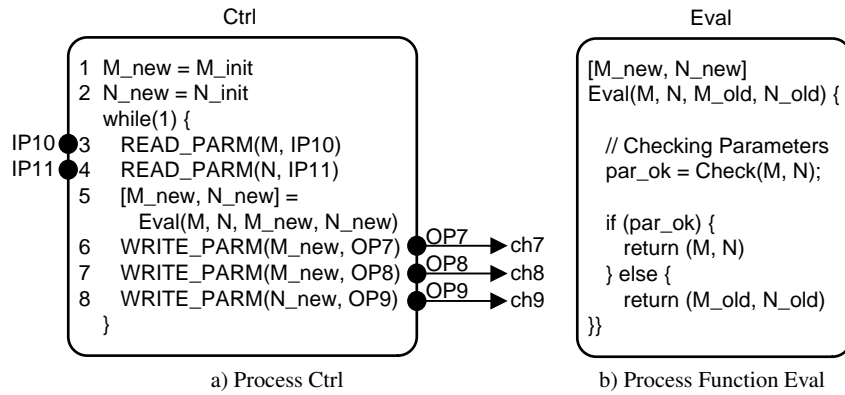 Ctrl
1 M_new = M_init
2 N_new = N_init
while(1) {
IP10 3 READ_PARM(M, IP10)
IP11 4 READ_PARM(N, IP11)
5 [M_new, N_new] =
Eval(M, N, M_new, N_new)
6 WRITE_PARM(M_new, OP7) OP7 ch7
7 WRITE_PARM(M_new, OP8) OP8 ch8
8 WRITE_PARM(N_new, OP9) OP9 ch9
}
a) Process Ctrl
Eval
[M_new, N_new]
Eval(M, N, M_old, N_old) {
// Checking Parameters
par_ok = Check(M, N);
if (par_ok) {
return (M, N)
} else {
return (M_old, N_old)
}}
b) Process Function Eval